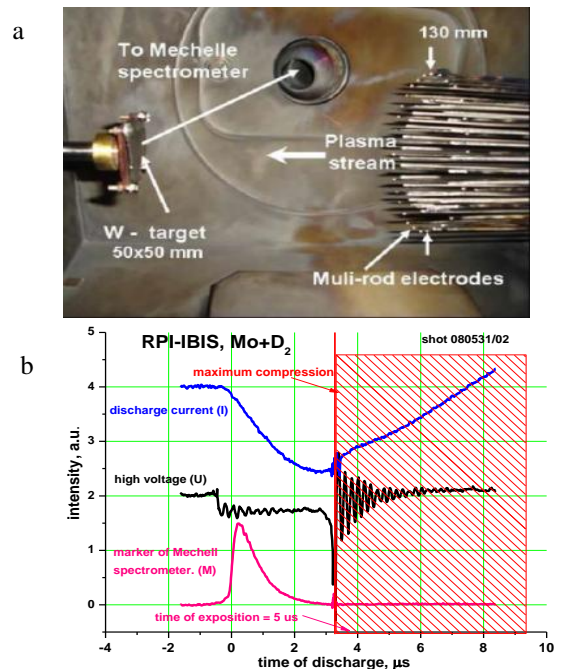 a
130 mm
To Mechelle
spectrometer
Plasma
stream
W - target
50x50 mm
Muli-rod electrodes
b
5
RPI-IBIS, Mo+D2
shot 080531/02
maximum compression
4
discharge current (I)
3
high voltage (U)
2
marker of Mechell
spectrometer. (M)
1
0
time of exposition = 5 us
intensity, a.u.
-4 -2 0 2 4 6 8 10
time of discharge, μs